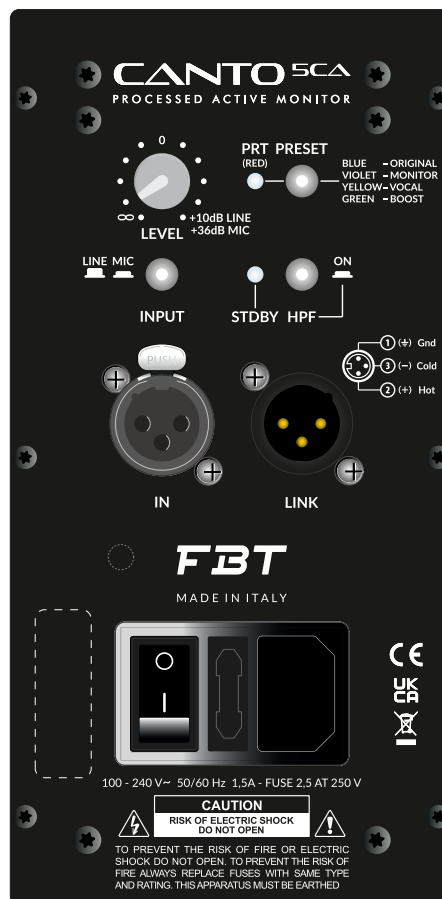 CANTO 5CA
PROCESSED ACTIVE MONITOR
0
∞
+10dB LINE
+36dB MIC
LEVEL
PRT PRESET
(RED)
BLUE – ORIGINAL
VIOLET – MONITOR
YELLOW – VOCAL
GREEN – BOOST
LINE MIC
INPUT
ON
STDBY HPF
PUSH
1 (⏚) Gnd
3 (–) Cold
2 (+) Hot
IN
LINK
FBT
MADE IN ITALY
CE
UK
CA
100 - 240 V~ 50/60 Hz 1,5A - FUSE 2,5 AT 250 V
CAUTION
RISK OF ELECTRIC SHOCK
DO NOT OPEN
TO PREVENT THE RISK OF FIRE OR ELECTRIC
SHOCK DO NOT OPEN. TO PREVENT THE RISK OF
FIRE ALWAYS REPLACE FUSES WITH SAME TYPE
AND RATING. THIS APPARATUS MUST BE EARTHED